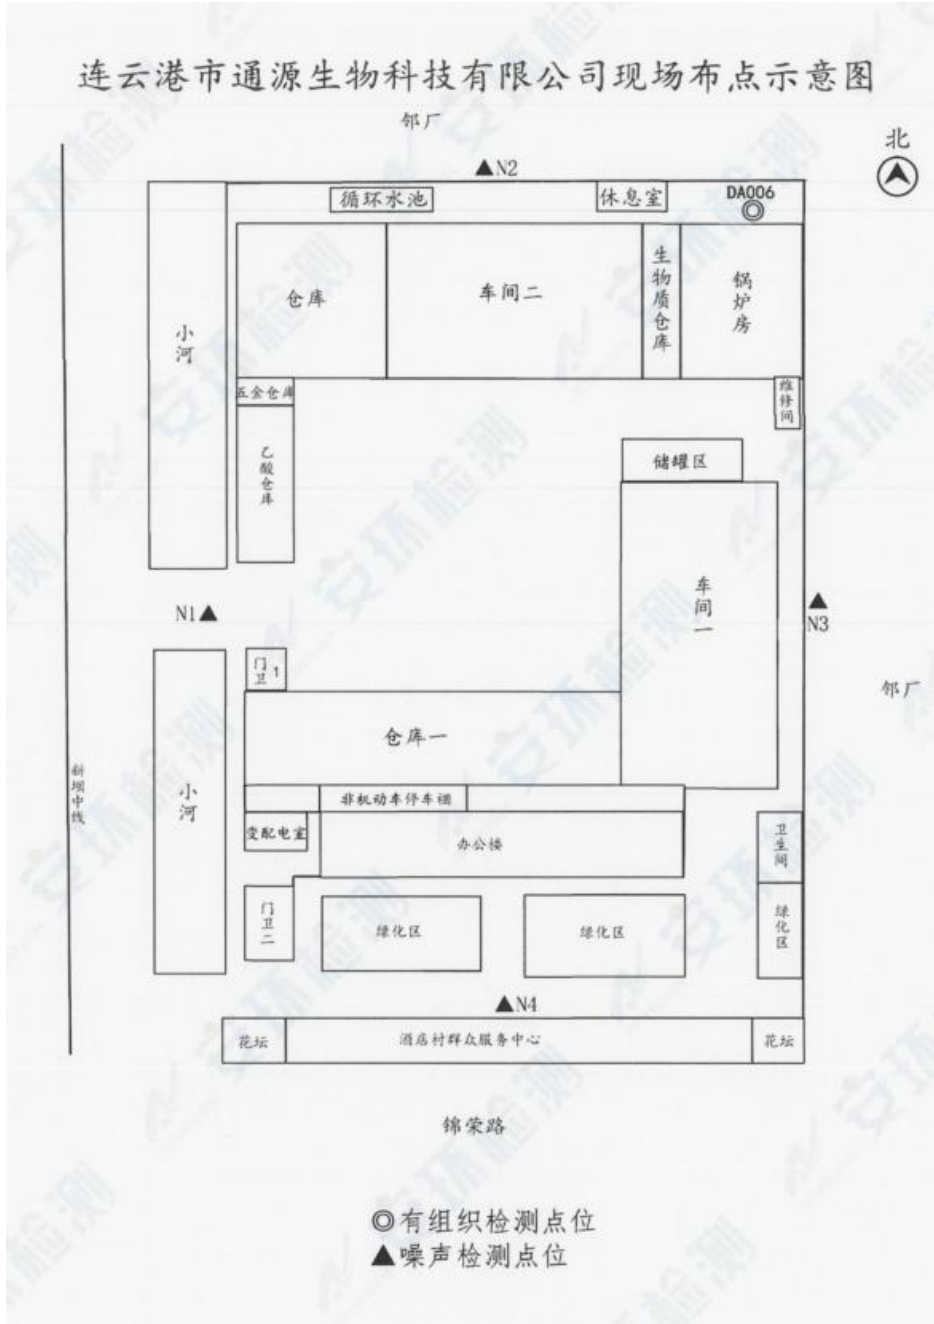 连云港市通源生物科技有限公司现场布点示意图
邻厂
北
▲N2
循环水池
休息室
DA006
仓库
车间二
生物质仓库
锅炉房
小河
五金仓库
维修间
乙酸仓库
储罐区
车间一
N1▲
▲
N3
门卫1
邻厂
仓库一
新坝中线
小河
非机动车停车棚
变配电室
办公楼
卫生间
门卫二
绿化区
绿化区
绿化区
▲N4
花坛
酒店村群众服务中心
花坛
锦荣路
◎有组织检测点位
▲噪声检测点位
安环检测